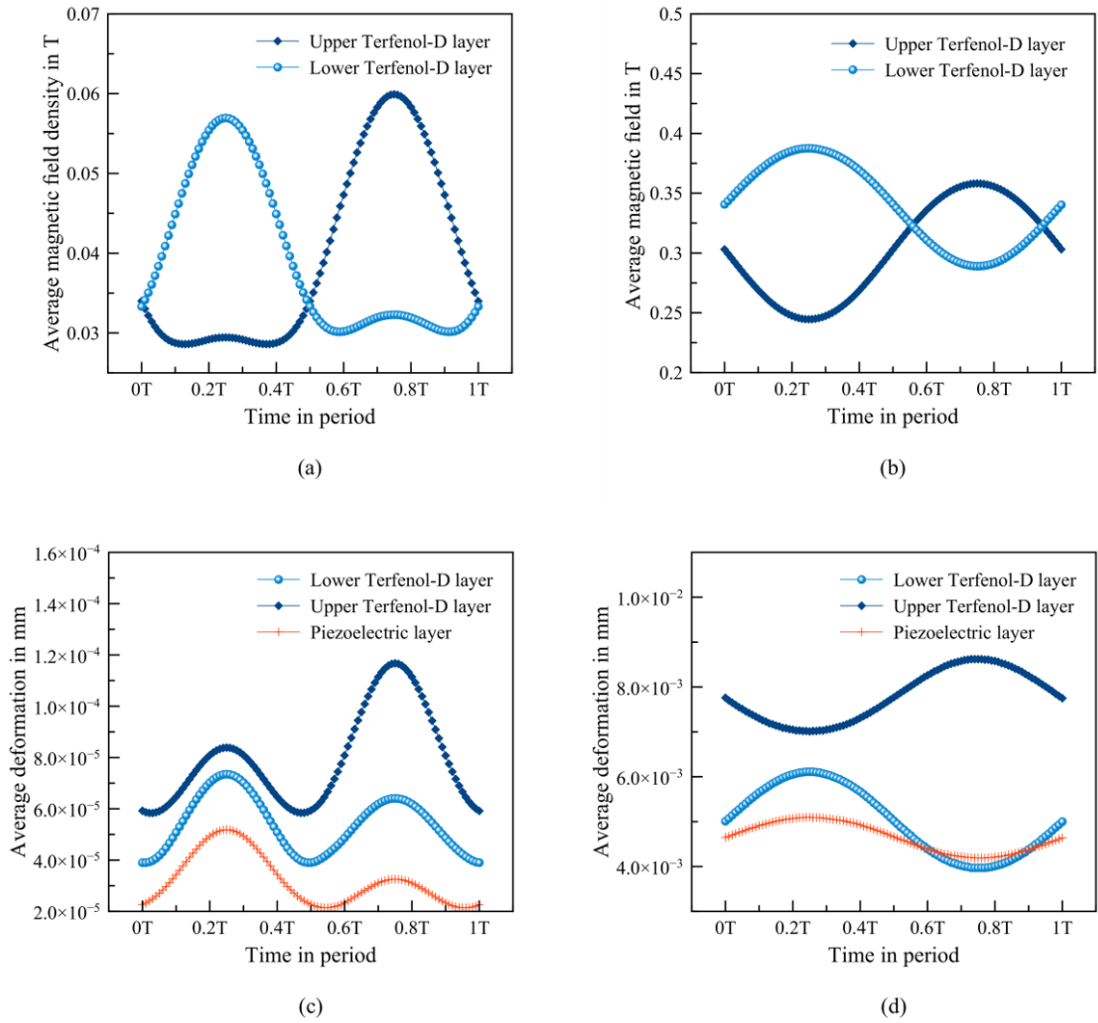 0.07
0.06
0.05
0.04
0.03
Average magnetic field density in T
Upper Terfenol-D layer
Lower Terfenol-D layer
0T 0.2T 0.4T 0.6T 0.8T 1T
Time in period
(a)
0.5
0.45
0.4
0.35
0.3
0.25
0.2
Average magnetic field in T
Upper Terfenol-D layer
Lower Terfenol-D layer
0T 0.2T 0.4T 0.6T 0.8T 1T
Time in period
(b)
1.6×10⁻⁴
1.4×10⁻⁴
1.2×10⁻⁴
1.0×10⁻⁴
8.0×10⁻⁵
6.0×10⁻⁵
4.0×10⁻⁵
2.0×10⁻⁵
Average deformation in mm
Lower Terfenol-D layer
Upper Terfenol-D layer
Piezoelectric layer
0T 0.2T 0.4T 0.6T 0.8T 1T
Time in period
(c)
1.0×10⁻²
8.0×10⁻³
6.0×10⁻³
4.0×10⁻³
Average deformation in mm
Lower Terfenol-D layer
Upper Terfenol-D layer
Piezoelectric layer
0T 0.2T 0.4T 0.6T 0.8T 1T
Time in period
(d)